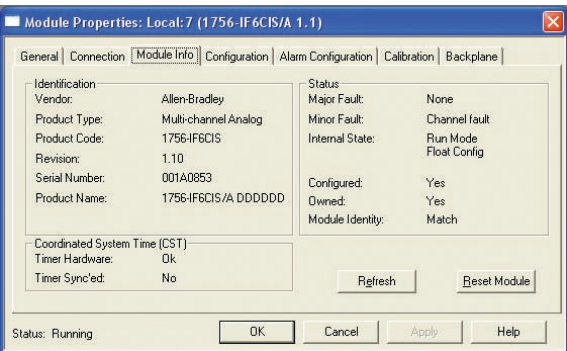 Module Properties: Local:7 (1756-IF6CIS/A 1.1)
General Connection Module Info Configuration Alarm Configuration Calibration Backplane
Identification
Vendor: Allen-Bradley
Product Type: Multi-channel Analog
Product Code: 1756-IF6CIS
Revision: 1.10
Serial Number: 001A0853
Product Name: 1756-IF6CIS/A DDDDDD
Status
Major Fault: None
Minor Fault: Channel fault
Internal State: Run Mode
Float Config
Configured: Yes
Owned: Yes
Module Identity: Match
Coordinated System Time (CST)
Timer Hardware: Ok
Timer Sync'ed: No
Refresh Reset Module
Status: Running OK Cancel Apply Help